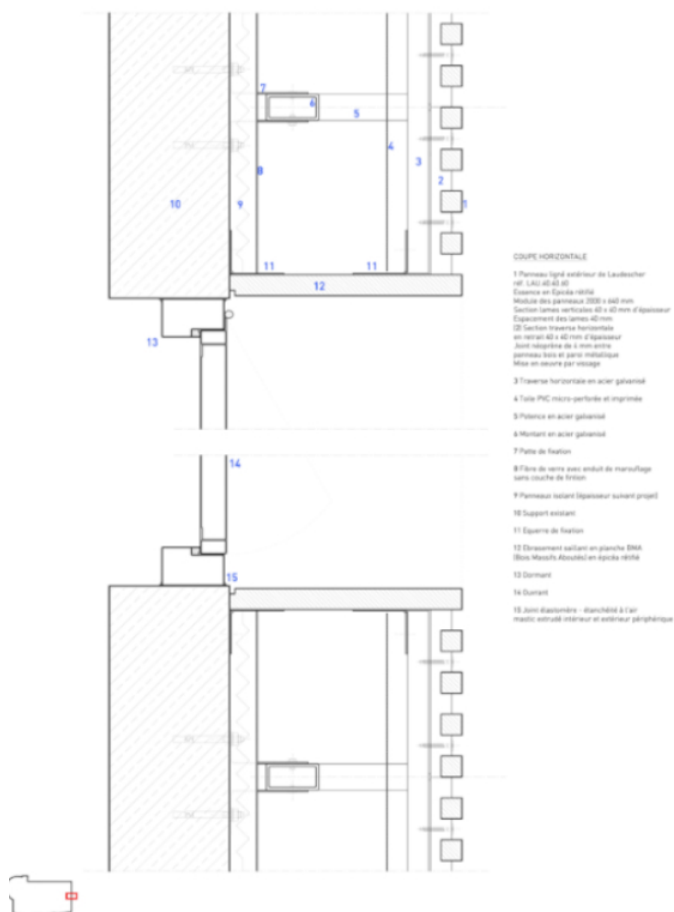 7
6
5
4
8
3
2
10
9
1
11
11
12
13
14
15
COUPE HORIZONTALE
1 Panneau ligné extérieur de Laudescher
réf. LAU.40.40.60
Essence en Épicéa rétifié
Module des panneaux 2000 x 640 mm
Section lames verticales 40 x 40 mm d'épaisseur
Espacement des lames 40 mm
(2) Section traverse horizontale
en retrait 40 x 40 mm d'épaisseur
Joint néoprène de 4 mm entre
panneau bois et paroi métallique
Mise en oeuvre par vissage
3 Traverse horizontale en acier galvanisé
4 Toile PVC micro-perforée et imprimée
5 Potence en acier galvanisé
6 Montant en acier galvanisé
7 Patte de fixation
8 Fibre de verre avec enduit de marouflage
sans couche de finition
9 Panneaux isolant (épaisseur suivant projet)
10 Support existant
11 Equerre de fixation
12 Ebrasement saillant en planche BMA
(Bois Massifs Aboutés) en épicéa rétifié
13 Dormant
14 Ouvrant
15 Joint élastomère - étanchéité à l'air
mastic extrudé intérieur et extérieur périphérique